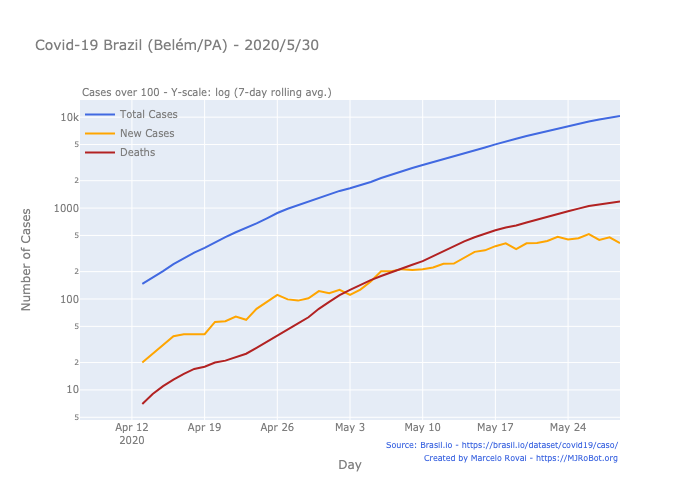 Covid-19 Brazil (Belém/PA) - 2020/5/30
Cases over 100 - Y-scale: log (7-day rolling avg.)
Total Cases
New Cases
Deaths
Number of Cases
10k
5
2
1000
5
2
100
5
2
10
5
Apr 12
2020
Apr 19
Apr 26
May 3
May 10
May 17
May 24
Day
Source: Brasil.io - https://brasil.io/dataset/covid19/caso/
Created by Marcelo Rovai - https://MJRoBot.org